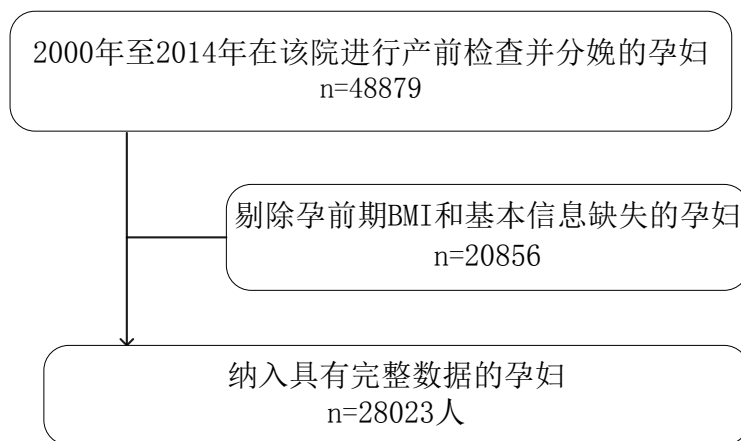 2000年至2014年在该院进行产前检查并分娩的孕妇
n=48879
剔除孕前期BMI和基本信息缺失的孕妇
n=20856
纳入具有完整数据的孕妇
n=28023人